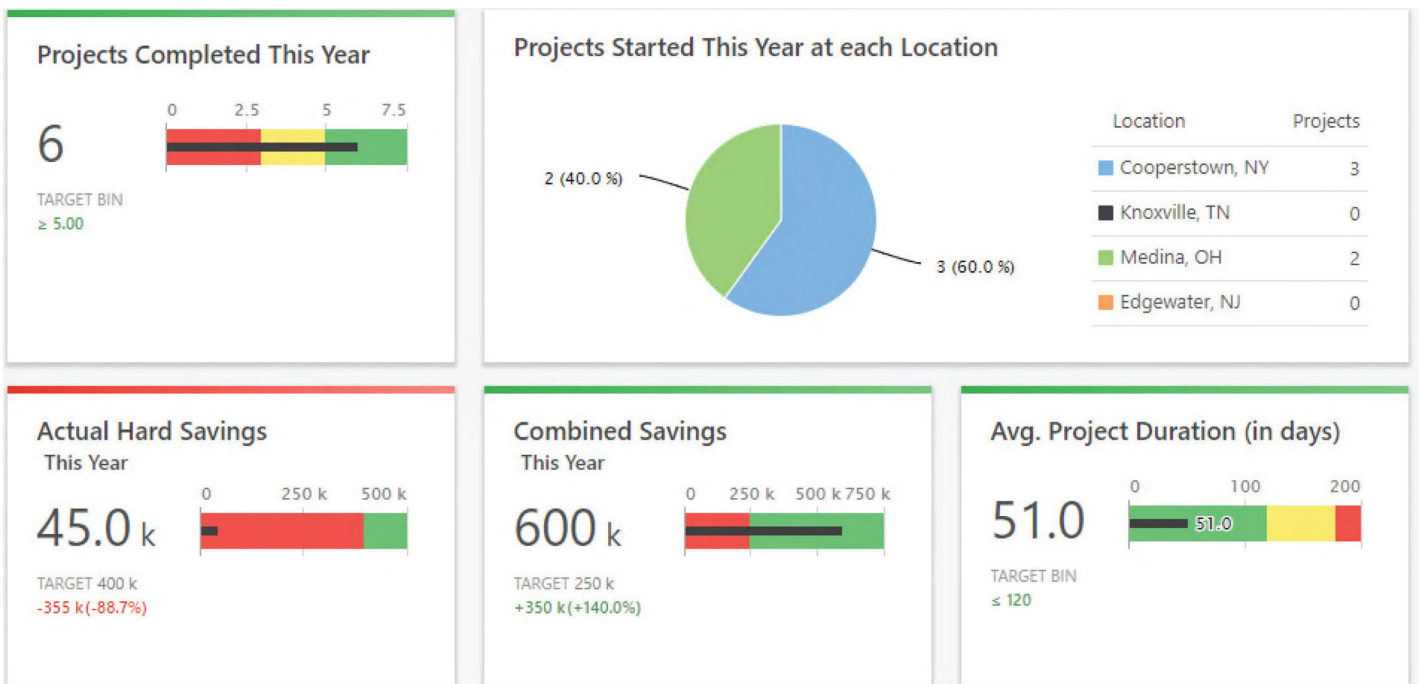 Projects Completed This Year
6
0 2.5 5 7.5
TARGET BIN
≥ 5.00
Projects Started This Year at each Location
2 (40.0 %)
3 (60.0 %)
Location Projects
Cooperstown, NY 3
Knoxville, TN 0
Medina, OH 2
Edgewater, NJ 0
Actual Hard Savings
This Year
45.0 k
0 250 k 500 k
TARGET 400 k
-355 k(-88.7%)
Combined Savings
This Year
600 k
0 250 k 500 k 750 k
TARGET 250 k
+350 k(+140.0%)
Avg. Project Duration (in days)
51.0
0 100 200
51.0
TARGET BIN
≤ 120